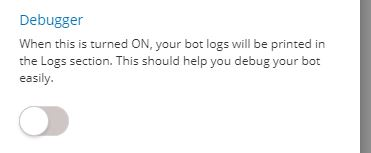 Debugger
When this is turned ON, your bot logs will be printed in
the Logs section. This should help you debug your bot
easily.